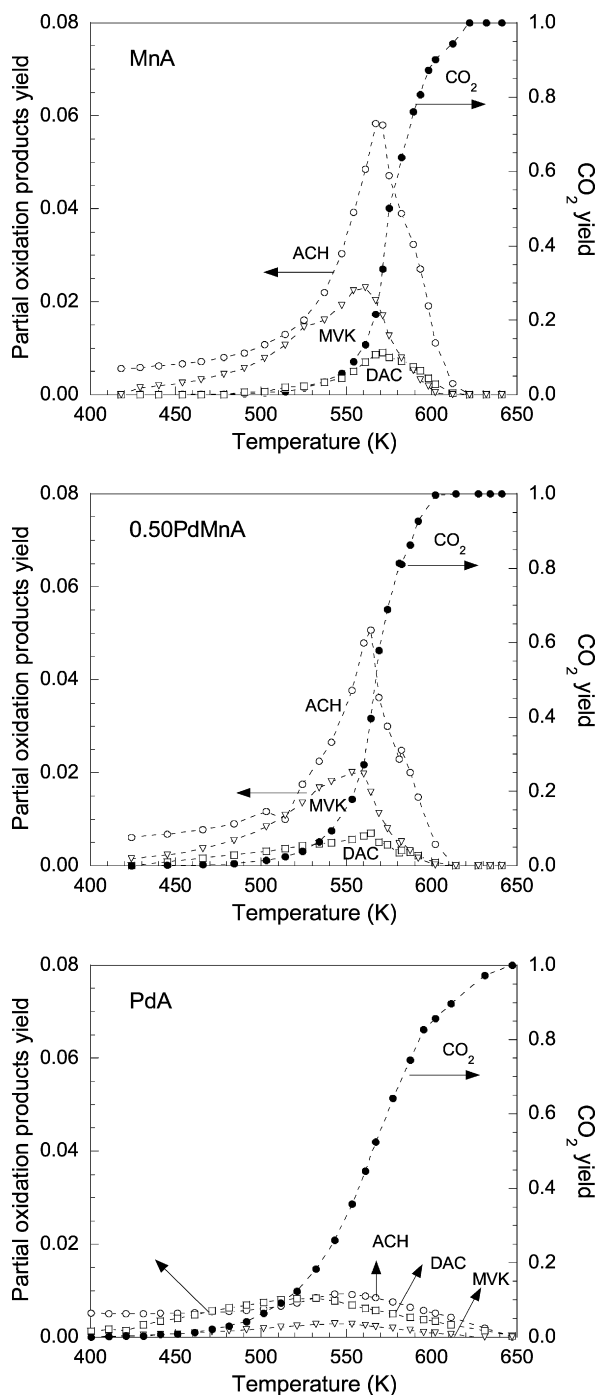 MnA
Partial oxidation products yield
0.08
0.06
0.04
0.02
0.00
1.0
0.8
0.6
0.4
0.2
0.0
CO₂ yield
CO₂
ACH
MVK
DAC
400 450 500 550 600 650
Temperature (K)
0.50PdMnA
Partial oxidation products yield
0.08
0.06
0.04
0.02
0.00
1.0
0.8
0.6
0.4
0.2
0.0
CO₂ yield
CO₂
ACH
MVK
DAC
400 450 500 550 600 650
Temperature (K)
PdA
Partial oxidation products yield
0.08
0.06
0.04
0.02
0.00
1.0
0.8
0.6
0.4
0.2
0.0
CO₂ yield
CO₂
ACH
DAC
MVK
400 450 500 550 600 650
Temperature (K)